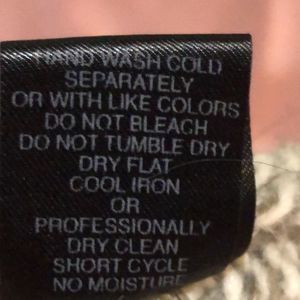 HAND WASH COLD
SEPARATELY
OR WITH LIKE COLORS
DO NOT BLEACH
DO NOT TUMBLE DRY
DRY FLAT
COOL IRON
OR
PROFESSIONALLY
DRY CLEAN
SHORT CYCLE
NO MOISTURE